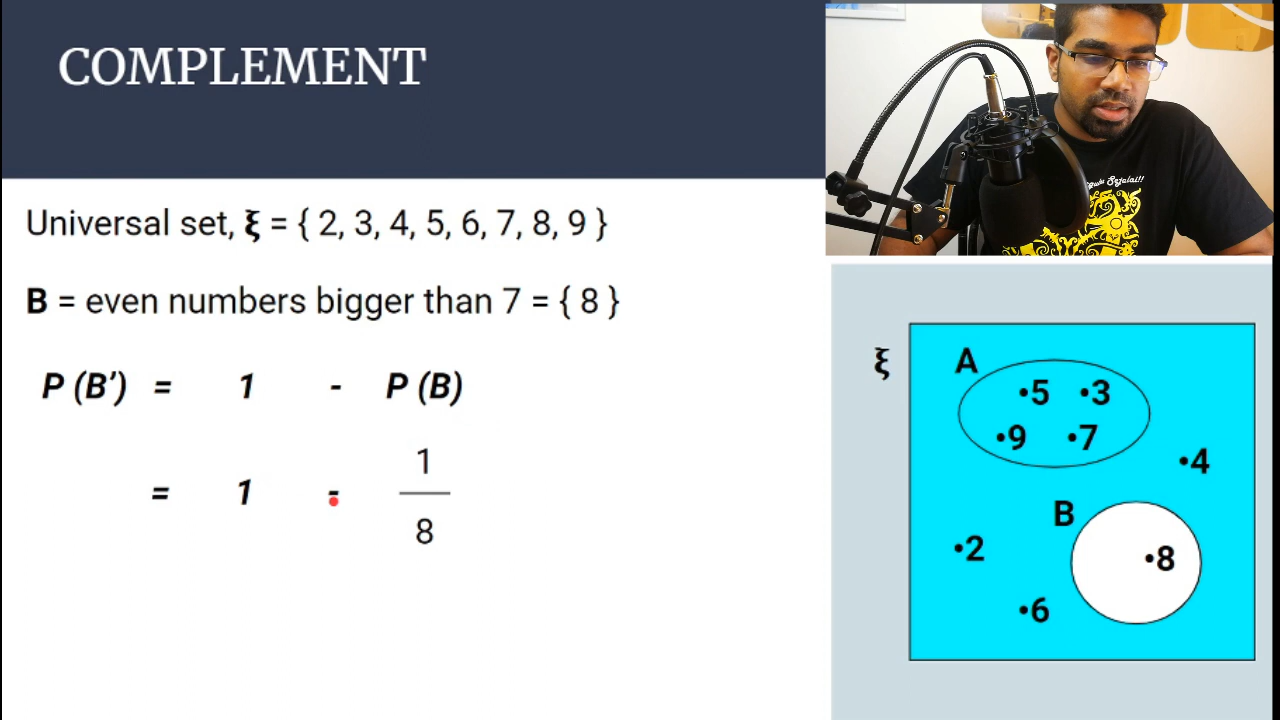 COMPLEMENT
Universal set, ξ = { 2, 3, 4, 5, 6, 7, 8, 9 }
B = even numbers bigger than 7 = { 8 }
P (B’) = 1 - P (B)
= 1 - 1/8
ξ
A
•5 •3
•9 •7
•4
B
•8
•2
•6